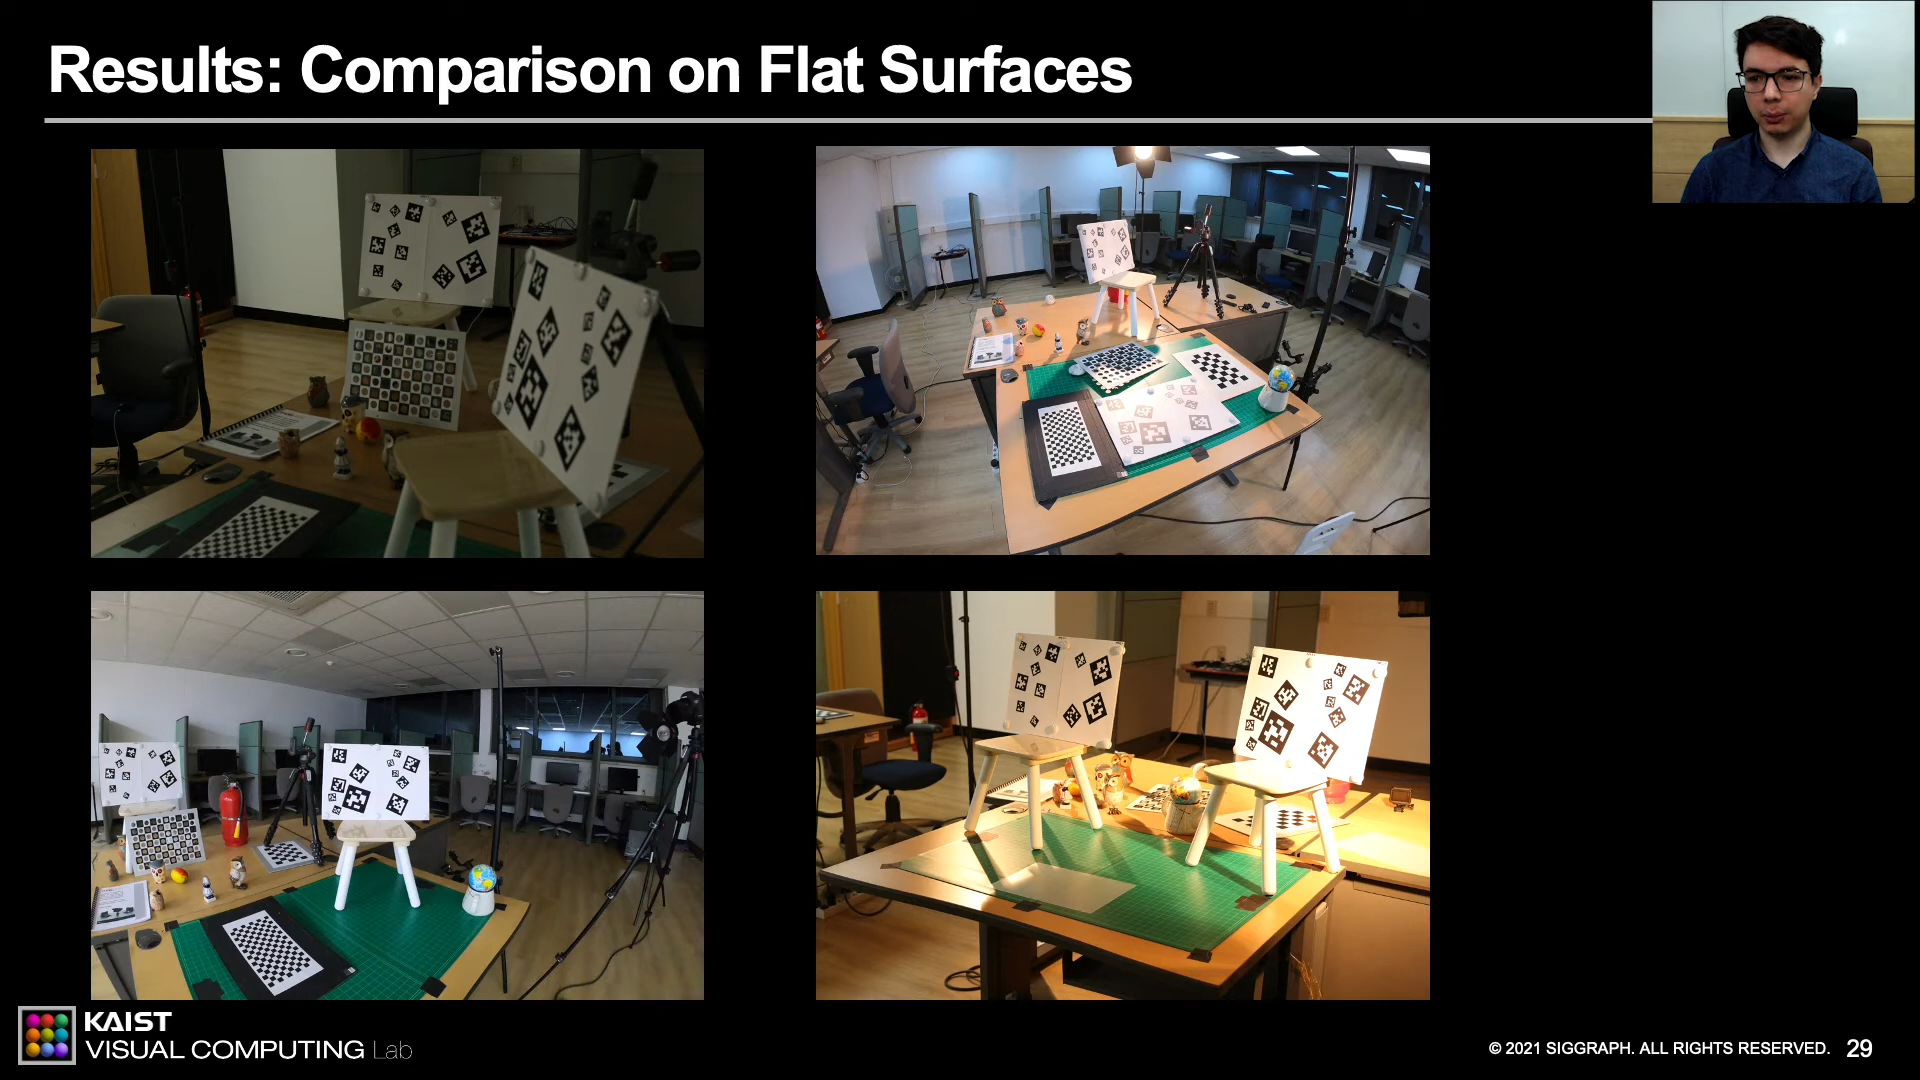 Results: Comparison on Flat Surfaces
KAIST
VISUAL COMPUTING Lab
© 2021 SIGGRAPH. ALL RIGHTS RESERVED. 29